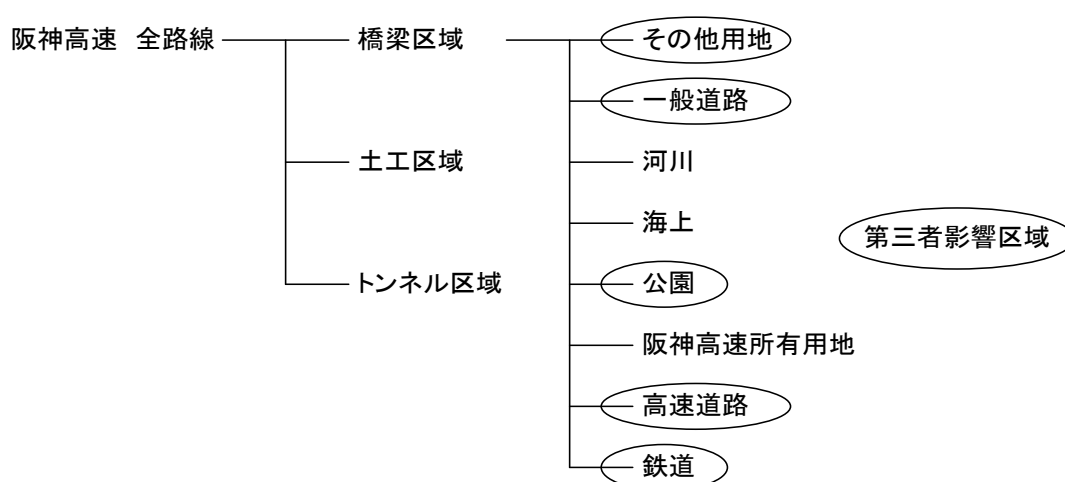 阪神高速 全路線
橋梁区域
その他用地
一般道路
土工区域
河川
海上
第三者影響区域
トンネル区域
公園
阪神高速所有用地
高速道路
鉄道